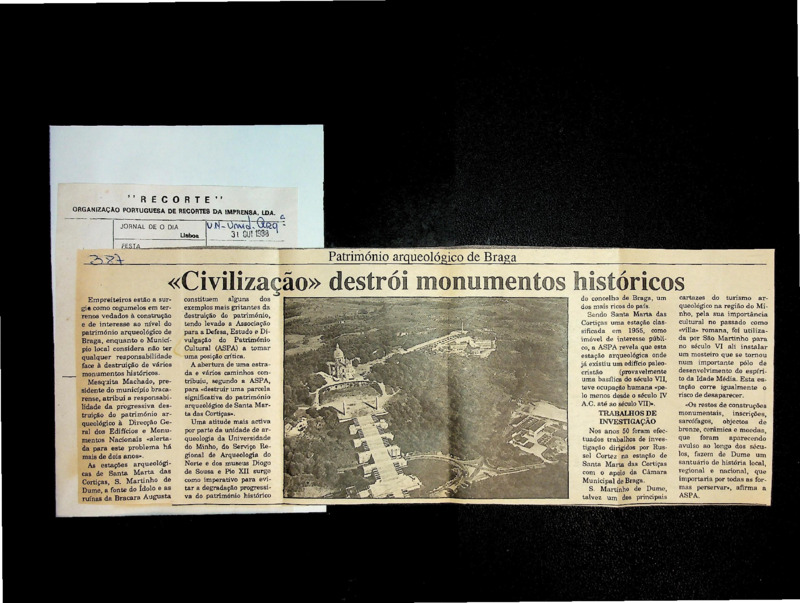 "RECORTE"
ORGANIZAÇÃO PORTUGUESA DE RECORTES DA IMPRENSA, LDA.
JORNAL DE O DIA
Lisboa
31 OUT 1986
387
Património arqueológico de Braga
«Civilização» destrói monumentos históricos
Empreiteiros estão a sur-
gir como cogumelos em ter-
renos vedados à construção
e de interesse ao nível do
património arqueológico de
Braga, enquanto o Municí-
pio local considera não ter
qualquer responsabilidade
face à destruição de vários
monumentos históricos.
Mesquita Machado, pre-
sidente do município braca-
rense, atribui a responsabi-
lidade da progressiva des-
truição do património ar-
queológico à Direcção Ge-
ral dos Edifícios e Monu-
mentos Nacionais «alerta-
da para este problema há
mais de dois anos».
As estações arqueológi-
cas de Santa Marta das
Cortiças, S. Martinho de
Dume, a fonte do Ídolo e as
ruínas de Bracara Augusta
constituem alguns dos
exemplos mais gritantes da
destruição do património,
tendo levado a Associação
para a Defesa, Estudo e Di-
vulgação do Património
Cultural (ASPA) a tomar
uma posição crítica.
A abertura de uma estra-
da e vários caminhos contri-
buiu, segundo a ASPA,
para «destruir uma parcela
significativa do património
arqueológico de Santa Mar-
ta das Cortiças».
Uma atitude mais activa
por parte da unidade de ar-
queologia da Universidade
do Minho, do Serviço Re-
gional de Arqueologia do
Norte e dos museus Diogo
de Sousa e Pio XII surge
como imperativo para evi-
tar a degradação progressi-
va do património histórico
do concelho de Braga, um
dos mais ricos do país.
Sendo Santa Marta das
Cortiças uma estação clas-
sificada em 1955, como
imóvel de interesse públi-
co, a ASPA revela que esta
estação arqueológica onde
já existiu um edifício paleo-
cristão (provavelmente
uma basílica do século VII,
teve ocupação humana «pe-
lo menos desde o século IV
A.C. até ao século VII)».
TRABALHOS DE
INVESTIGAÇÃO
Nos anos 50 foram efec-
tuados trabalhos de inves-
tigação dirigidos por Rus-
sel Cortez na estação de
Santa Marta das Cortiças
com o apoio da Câmara
Municipal de Braga.
S. Martinho de Dume,
talvez um dos principais
cartazes do turismo ar-
queológico na região do Mi-
nho, pela sua importância
cultural no passado como
«villa» romana, foi utiliza-
da por São Martinho para
no século VI ali instalar
um mosteiro que se tornou
num importante pólo de
desenvolvimento do espíri-
to da Idade Média. Esta es-
tação corre igualmente o
risco de desaparecer.
«Os restos de construções
monumentais, inscrições,
sarcófagos, objectos de
bronze, cerâmica e moedas,
que foram aparecendo
avulso ao longo dos sécu-
los, fazem de Dume um
santuário de história local,
regional e nacional, que
importaria por todas as for-
mas perservar», afirma a
ASPA.